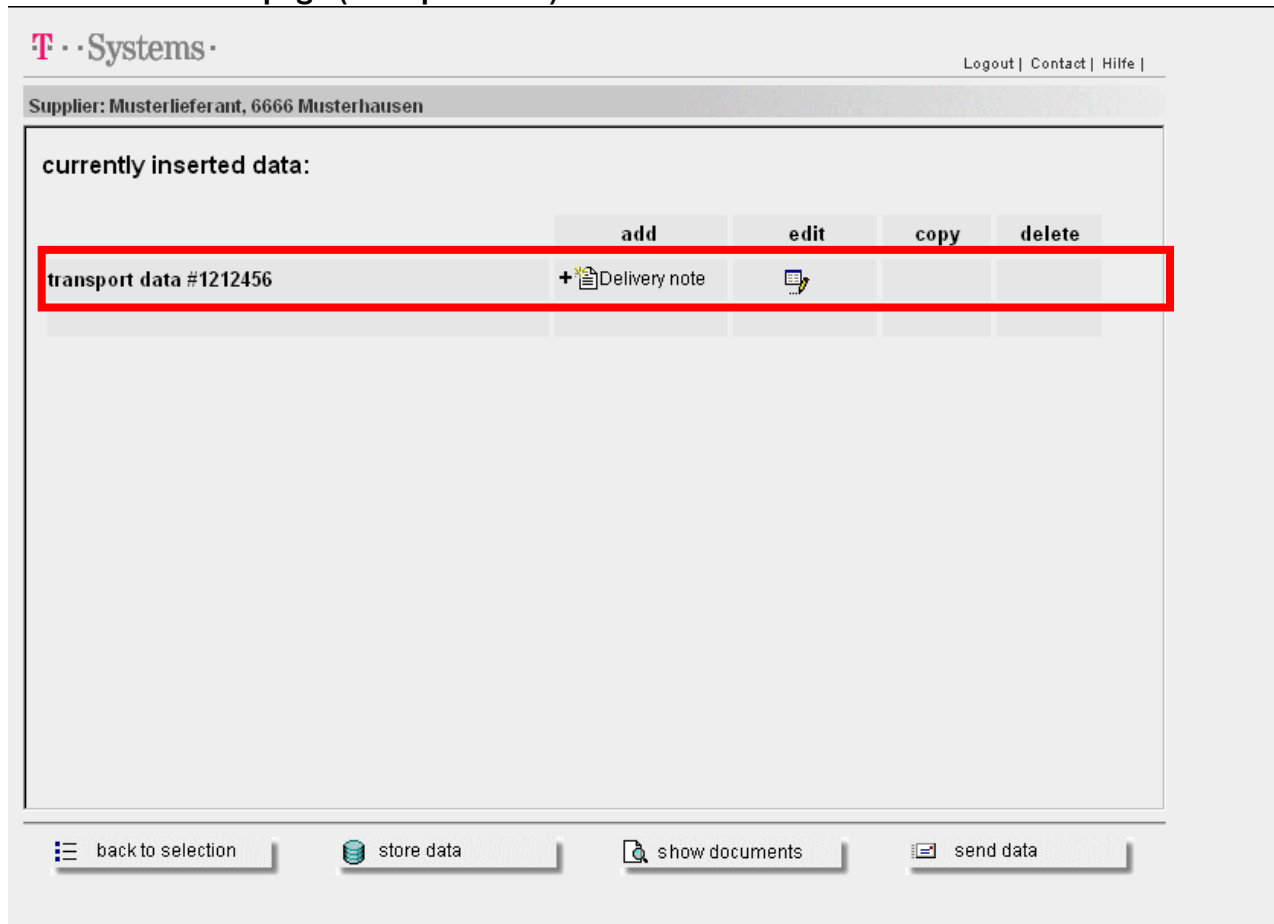 T · · Systems ·
Logout | Contact | Hilfe |
Supplier: Musterlieferant, 6666 Musterhausen
currently inserted data:
add edit copy delete
transport data #1212456 +Delivery note
back to selection store data show documents send data